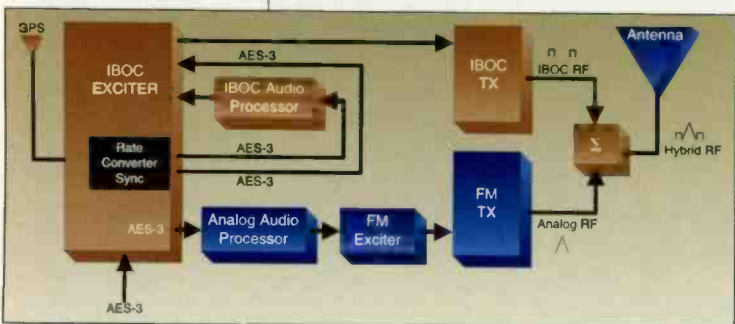 GPS
IBOC
EXCITER
AES-3
IBOC Audio
Processor
Rate
Converter
Sync
AES-3
AES-3
AES-3
AES-3
Analog Audio
Processor
FM
Exciter
IBOC
TX
FM
TX
IBOC RF
Σ
Analog RF
Antenna
Hybrid RF